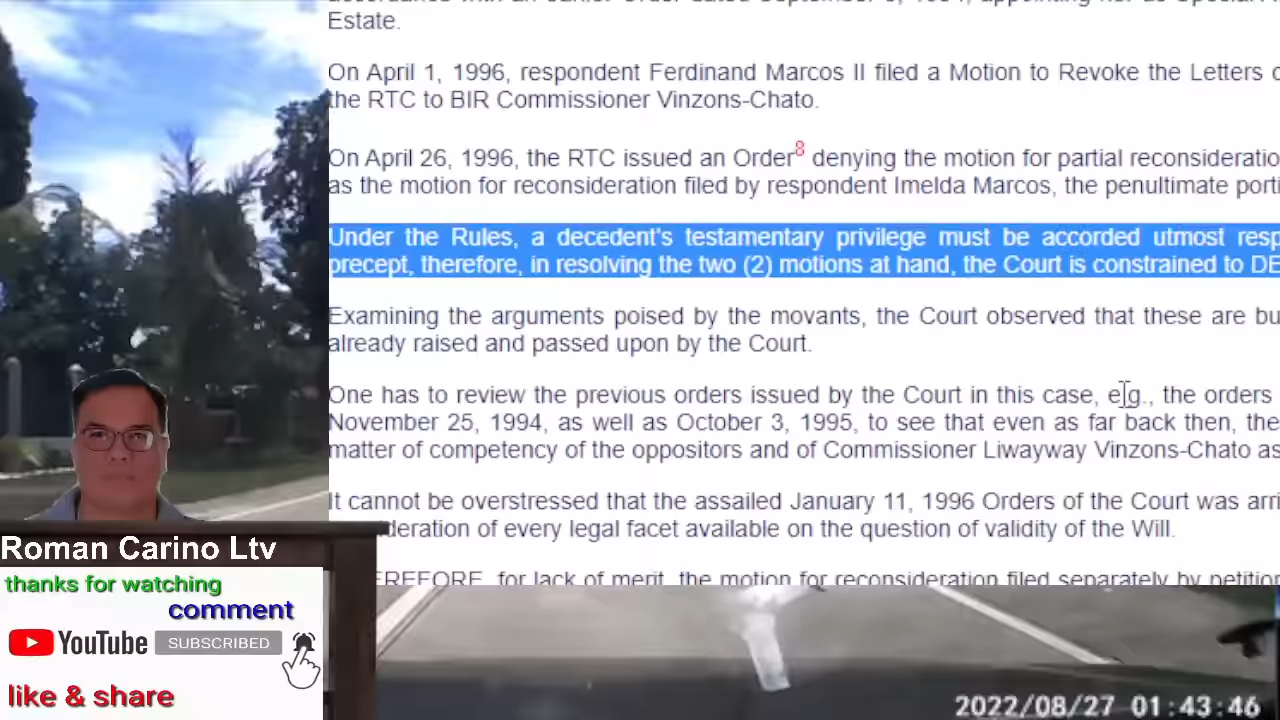 Estate.
On April 1, 1996, respondent Ferdinand Marcos II filed a Motion to Revoke the Letters
the RTC to BIR Commissioner Vinzons-Chato.
On April 26, 1996, the RTC issued an Order8 denying the motion for partial
as the motion for reconsideration filed by respondent Imelda Marcos, the penultimate
Under the Rules, a decedent's testamentary privilege must be accorded utmost
precept, therefore, in resolving the two (2) motions at hand, the Court is constrained to
Examining the arguments poised by the movants, the Court observed that these are
already raised and passed upon by the Court.
One has to review the previous orders issued by the Court in this case, e.g., the orders
November 25, 1994, as well as October 3, 1995, to see that even as far back then, the
matter of competency of the oppositors and of Commissioner Liwayway Vinzons-Chato as
It cannot be overstressed that the assailed January 11, 1996 Orders of the Court was
of every legal facet available on the question of validity of the Will.
for lack of merit, the motion for reconsideration filed separately by
Roman Carino Ltv
thanks for watching
comment
YouTube SUBSCRIBED
like & share
2022/08/27 01:43:46